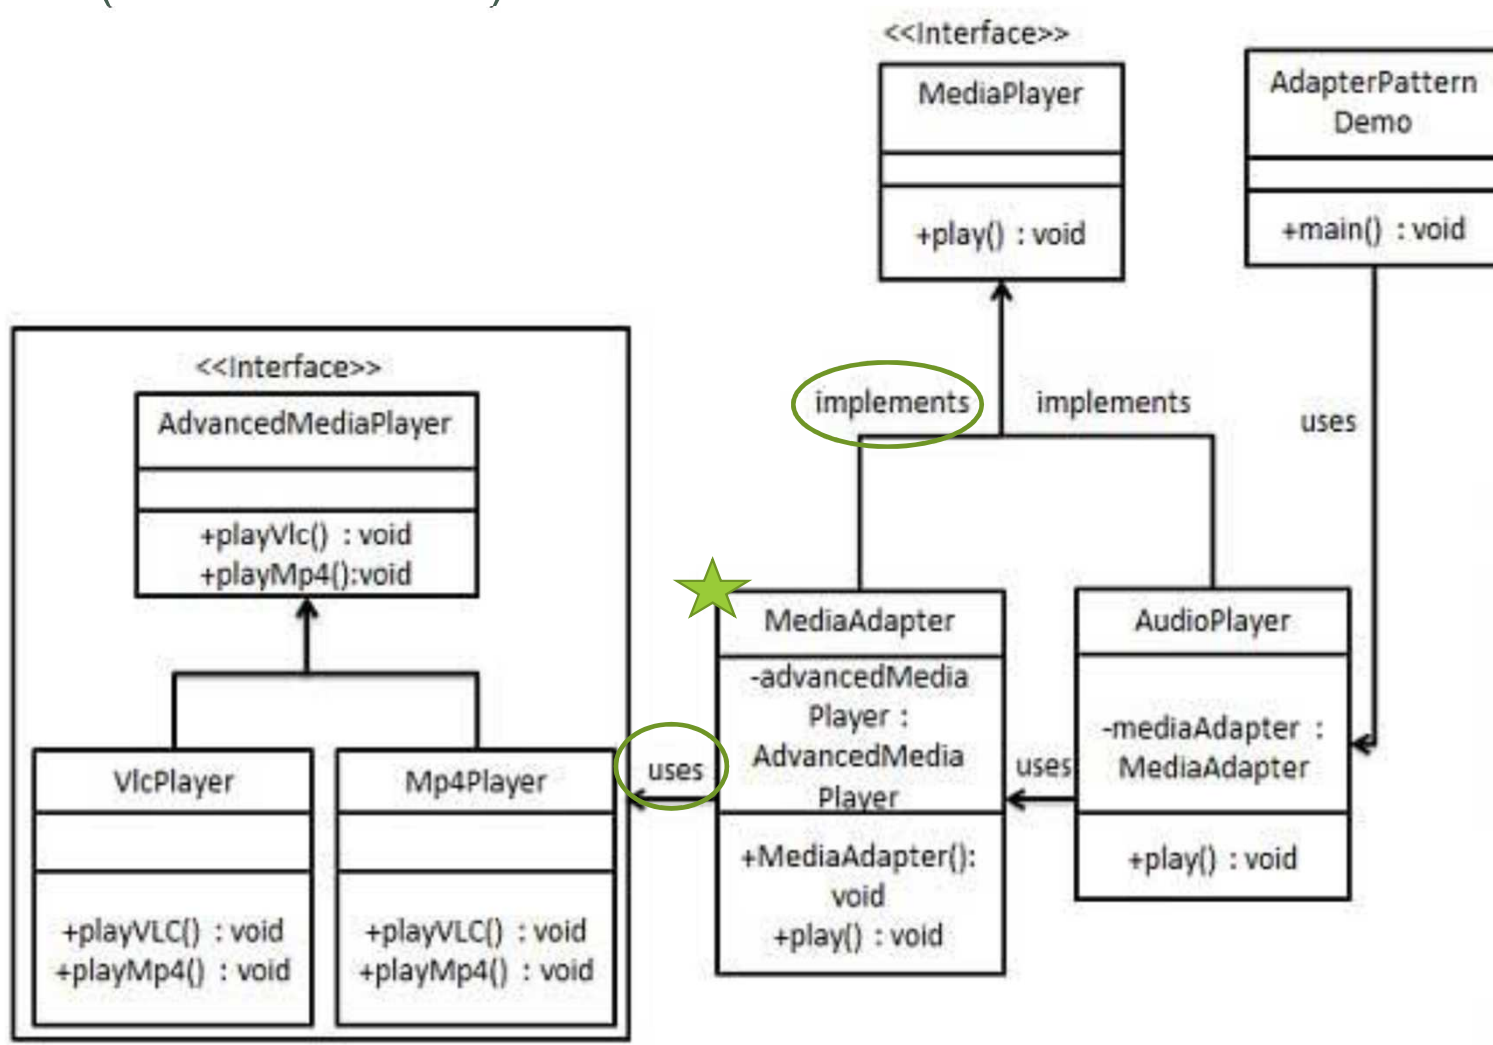 <<Interface>>
MediaPlayer
+play() : void
AdapterPattern
Demo
+main() : void
implements
implements
uses
<<Interface>>
AdvancedMediaPlayer
+playVlc() : void
+playMp4():void
VlcPlayer
+playVLC() : void
+playMp4() : void
Mp4Player
+playVLC() : void
+playMp4() : void
uses
MediaAdapter
-advancedMedia
Player :
AdvancedMedia
Player
+MediaAdapter():
void
+play() : void
uses
AudioPlayer
-mediaAdapter :
MediaAdapter
+play() : void